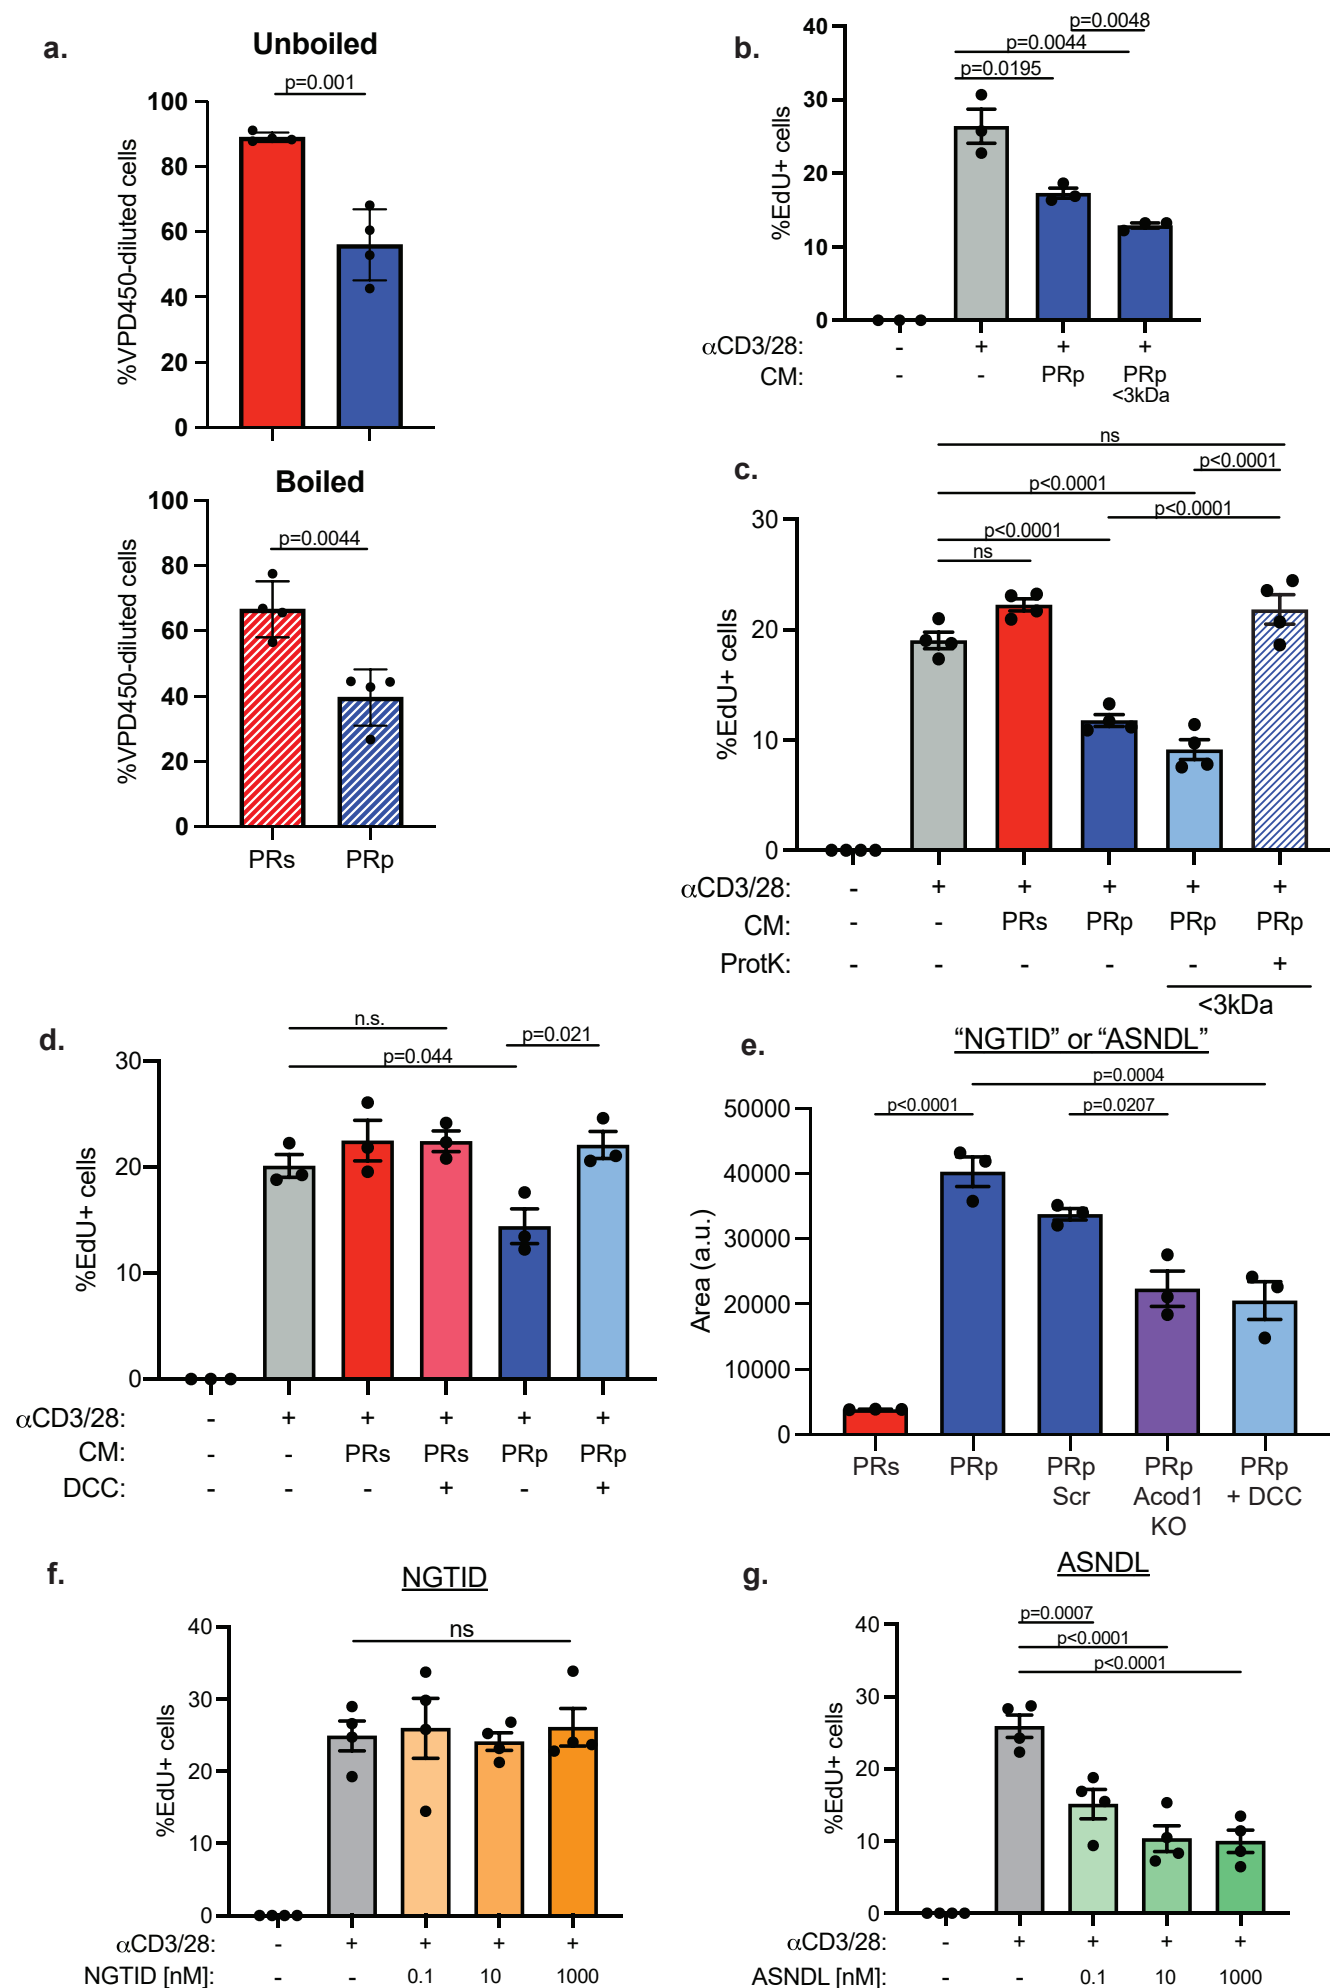 a.
Unboiled
p=0.001
%VPD450-diluted cells
100
80
60
40
20
0
Boiled
p=0.0044
%VPD450-diluted cells
100
80
60
40
20
0
PRs PRp
b.
p=0.0048
p=0.0044
p=0.0195
%EdU+ cells
40
30
20
10
0
αCD3/28: - + + +
CM: - - PRp PRp
<3kDa
c.
ns
p<0.0001
p<0.0001
p<0.0001
p<0.0001
ns
%EdU+ cells
30
20
10
0
αCD3/28: - + + + + +
CM: - - PRs PRp PRp PRp
ProtK: - - - - - +
<3kDa
d.
n.s.
p=0.021
p=0.044
%EdU+ cells
30
20
10
0
αCD3/28: - + + + + +
CM: - - PRs PRs PRp PRp
DCC: - - - + - +
e.
“NGTID” or “ASNDL”
p=0.0004
p<0.0001 p=0.0207
Area (a.u.)
50000
40000
30000
20000
10000
0
PRs PRp PRp PRp PRp
Scr Acod1 + DCC
KO
f.
NGTID
ns
%EdU+ cells
40
30
20
10
0
αCD3/28: - + + + +
NGTID [nM]: - - 0.1 10 1000
g.
ASNDL
p=0.0007
p<0.0001
p<0.0001
%EdU+ cells
40
30
20
10
0
αCD3/28: - + + + +
ASNDL [nM]: - - 0.1 10 1000